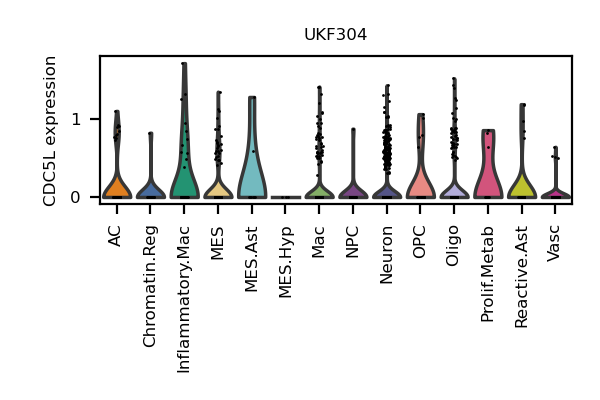 UKF304
CDC5L expression
1
0
AC
Chromatin.Reg
Inflammatory.Mac
MES
MES.Ast
MES.Hyp
Mac
NPC
Neuron
OPC
Oligo
Prolif.Metab
Reactive.Ast
Vasc